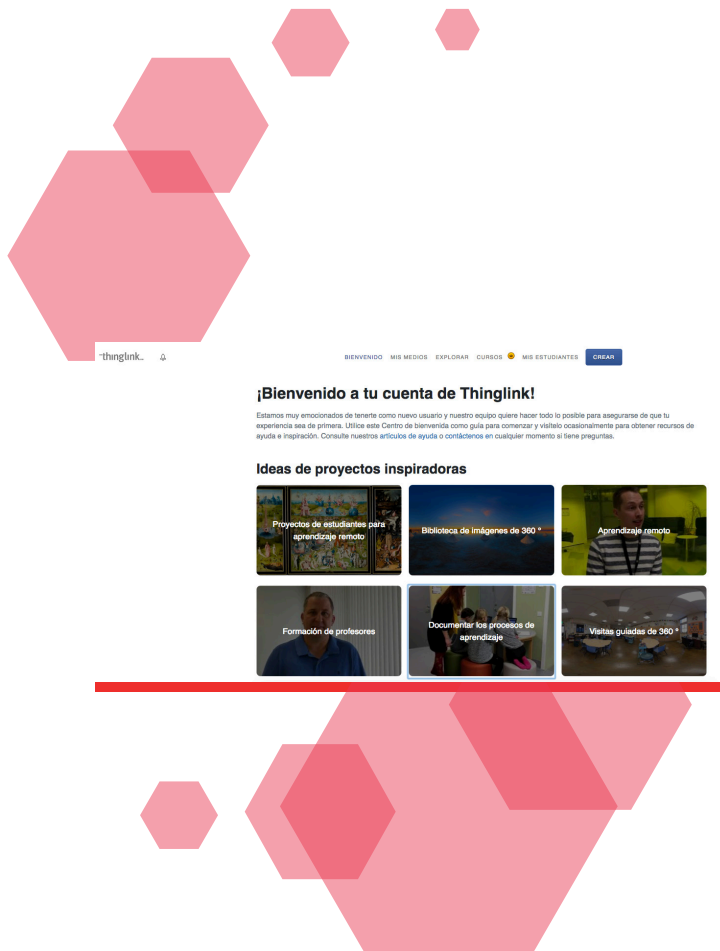 thinglink..
BIENVENIDO MIS MEDIOS EXPLORAR CURSOS MIS ESTUDIANTES CREAR
¡Bienvenido a tu cuenta de Thinglink!
Estamos muy emocionados de tenerte como nuevo usuario y nuestro equipo quiere hacer todo lo posible para asegurarse de que tu
experiencia sea de primera. Utilice este Centro de bienvenida como guía para comenzar y visítelo ocasionalmente para obtener recursos de
ayuda e inspiración. Consulte nuestros artículos de ayuda o contáctenos en cualquier momento si tiene preguntas.
Ideas de proyectos inspiradoras
Proyectos de estudiantes para
aprendizaje remoto
Biblioteca de imágenes de 360 °
Aprendizaje remoto
Formación de profesores
Documentar los procesos de
aprendizaje
Visitas guiadas de 360 °